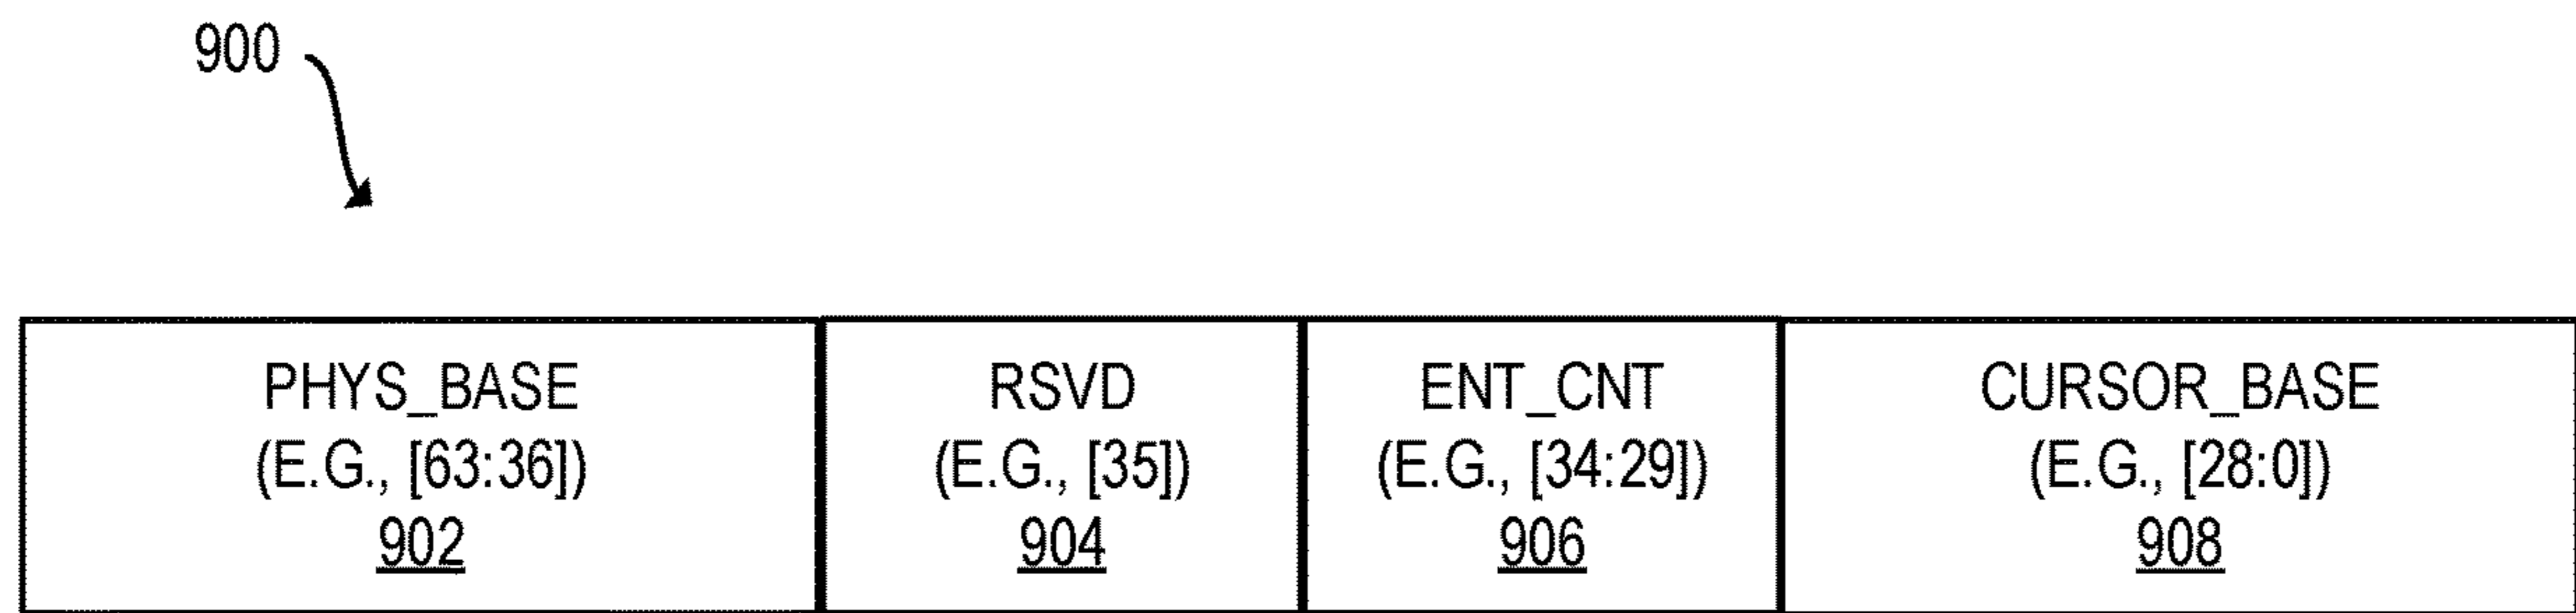 900
PHYS_BASE RSVD ENT_CNT CURSOR_BASE
(E.G., [63:36]) (E.G., [35]) (E.G., [34:29]) (E.G., [28:0])
902 904 906 908